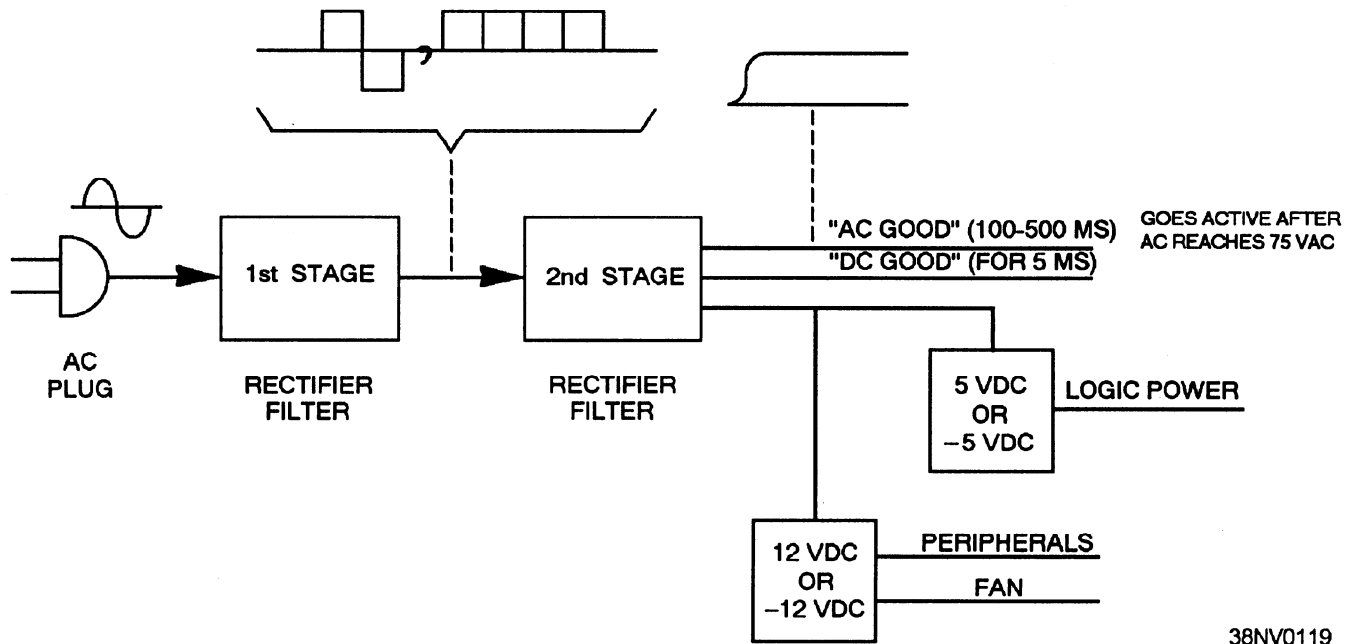 "AC GOOD" (100-500 MS)
GOES ACTIVE AFTER
AC REACHES 75 VAC
"DC GOOD" (FOR 5 MS)
1st STAGE
2nd STAGE
AC
PLUG
RECTIFIER
FILTER
RECTIFIER
FILTER
5 VDC
OR
−5 VDC
LOGIC POWER
12 VDC
OR
−12 VDC
PERIPHERALS
FAN
38NV0119